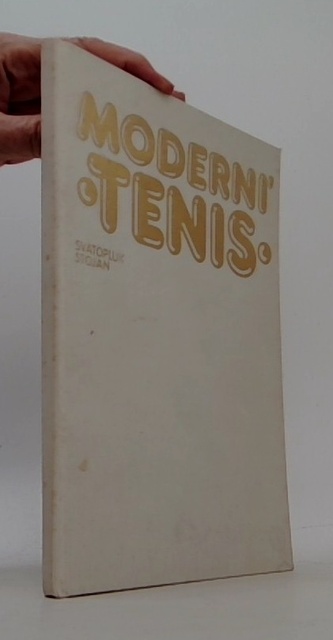 MODERNÍ
·TENIS·
SVATOPLUK
STOJAN